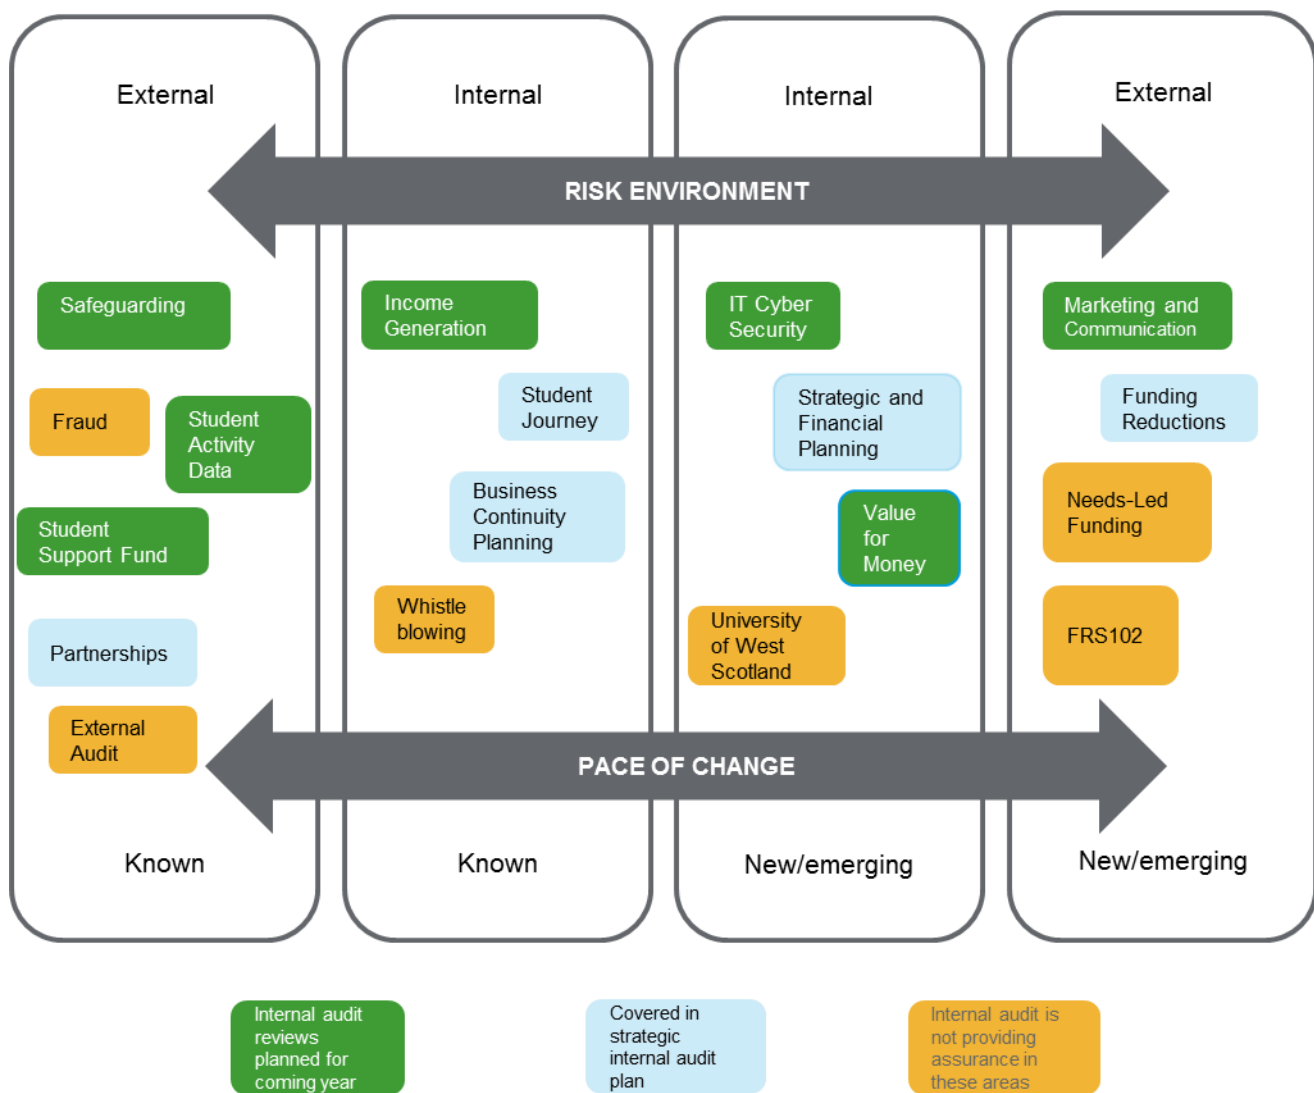 External
Internal
Internal
External
RISK ENVIRONMENT
Safeguarding
Fraud
Student
Activity
Data
Student
Support Fund
Partnerships
External
Audit
Income
Generation
Student
Journey
Business
Continuity
Planning
Whistle
blowing
IT Cyber
Security
Strategic and
Financial
Planning
Value
for
Money
University
of West
Scotland
Marketing and
Communication
Funding
Reductions
Needs-Led
Funding
FRS102
PACE OF CHANGE
Known
Known
New/emerging
New/emerging
Internal audit
reviews
planned for
coming year
Covered in
strategic
internal audit
plan
Internal audit is
not providing
assurance in
these areas